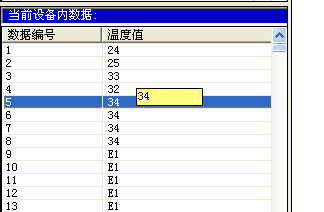 当前设备内数据:
数据编号 温度值
1 24
2 25
3 33
4 32
5 34 34
6 34
7 34
8 34
9 E1
10 E1
11 E1
12 E1
13 E1